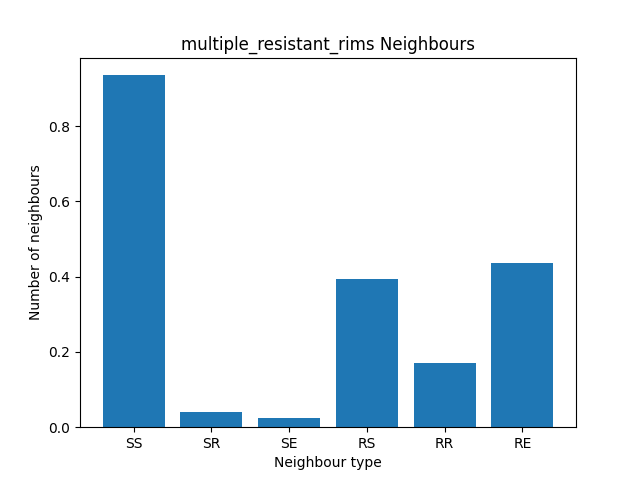 multiple_resistant_rims Neighbours
Number of neighbours
0.8
0.6
0.4
0.2
0.0
SS SR SE RS RR RE
Neighbour type